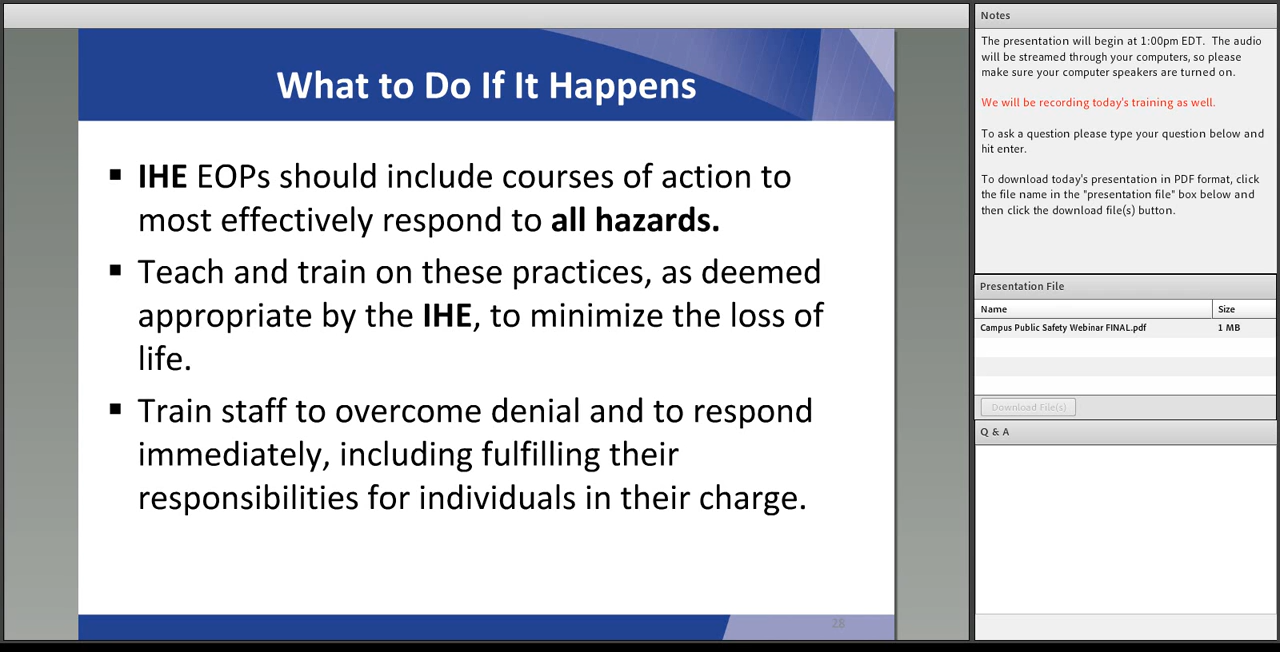 What to Do If It Happens
▪ IHE EOPs should include courses of action to
most effectively respond to all hazards.
▪ Teach and train on these practices, as deemed
appropriate by the IHE, to minimize the loss of
life.
▪ Train staff to overcome denial and to respond
immediately, including fulfilling their
responsibilities for individuals in their charge.
28
Notes
The presentation will begin at 1:00pm EDT.  The audio
will be streamed through your computers, so please
make sure your computer speakers are turned on.
We will be recording today's training as well.
To ask a question please type your question below and
hit enter.
To download today's presentation in PDF format, click
the file name in the "presentation file" box below and
then click the download file(s) button.
Presentation File
Name Size
Campus Public Safety Webinar FINAL.pdf 1 MB
Download File(s)
Q & A